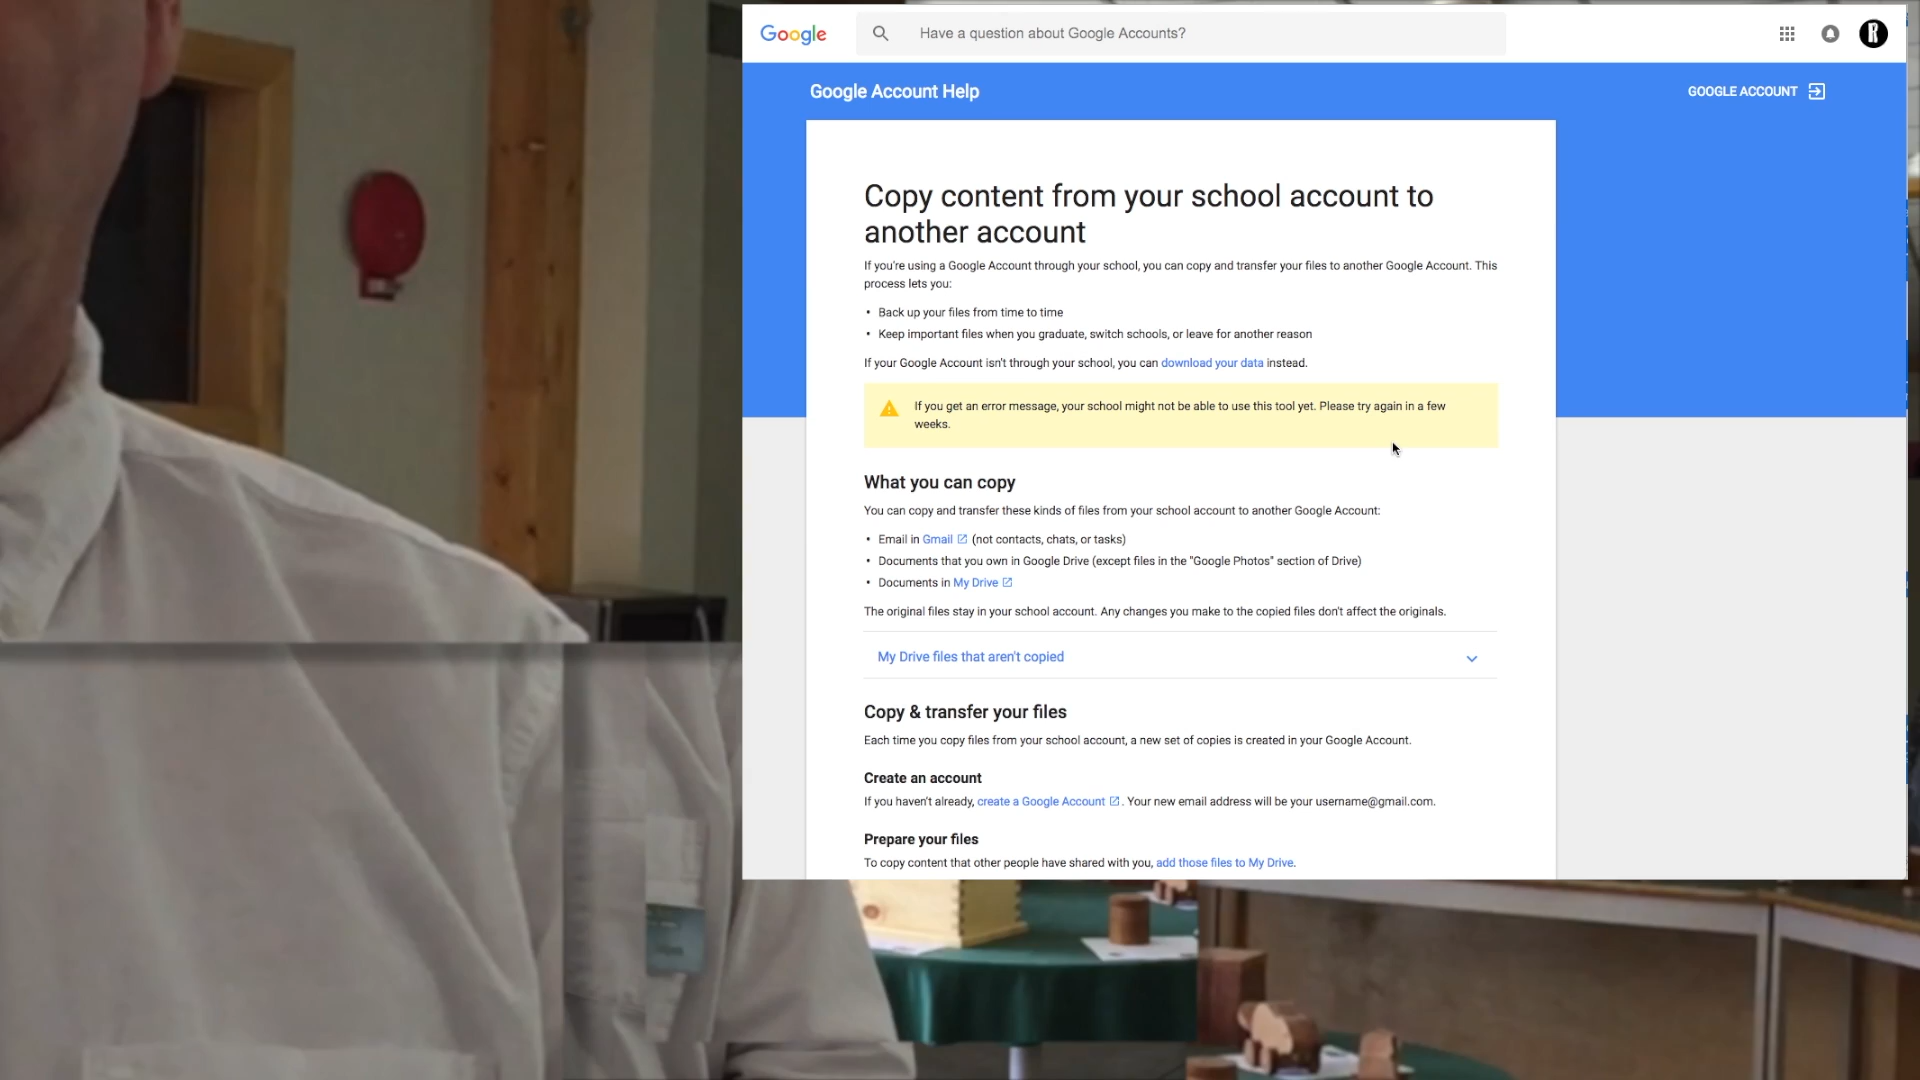 Google
Have a question about Google Accounts?
R
Google Account Help
GOOGLE ACCOUNT
Copy content from your school account to
another account
If you're using a Google Account through your school, you can copy and transfer your files to another Google Account. This
process lets you:
• Back up your files from time to time
• Keep important files when you graduate, switch schools, or leave for another reason
If your Google Account isn't through your school, you can download your data instead.
If you get an error message, your school might not be able to use this tool yet. Please try again in a few
weeks.
What you can copy
You can copy and transfer these kinds of files from your school account to another Google Account:
• Email in Gmail (not contacts, chats, or tasks)
• Documents that you own in Google Drive (except files in the "Google Photos" section of Drive)
• Documents in My Drive
The original files stay in your school account. Any changes you make to the copied files don't affect the originals.
My Drive files that aren't copied
Copy & transfer your files
Each time you copy files from your school account, a new set of copies is created in your Google Account.
Create an account
If you haven't already, create a Google Account. Your new email address will be your username@gmail.com.
Prepare your files
To copy content that other people have shared with you, add those files to My Drive.